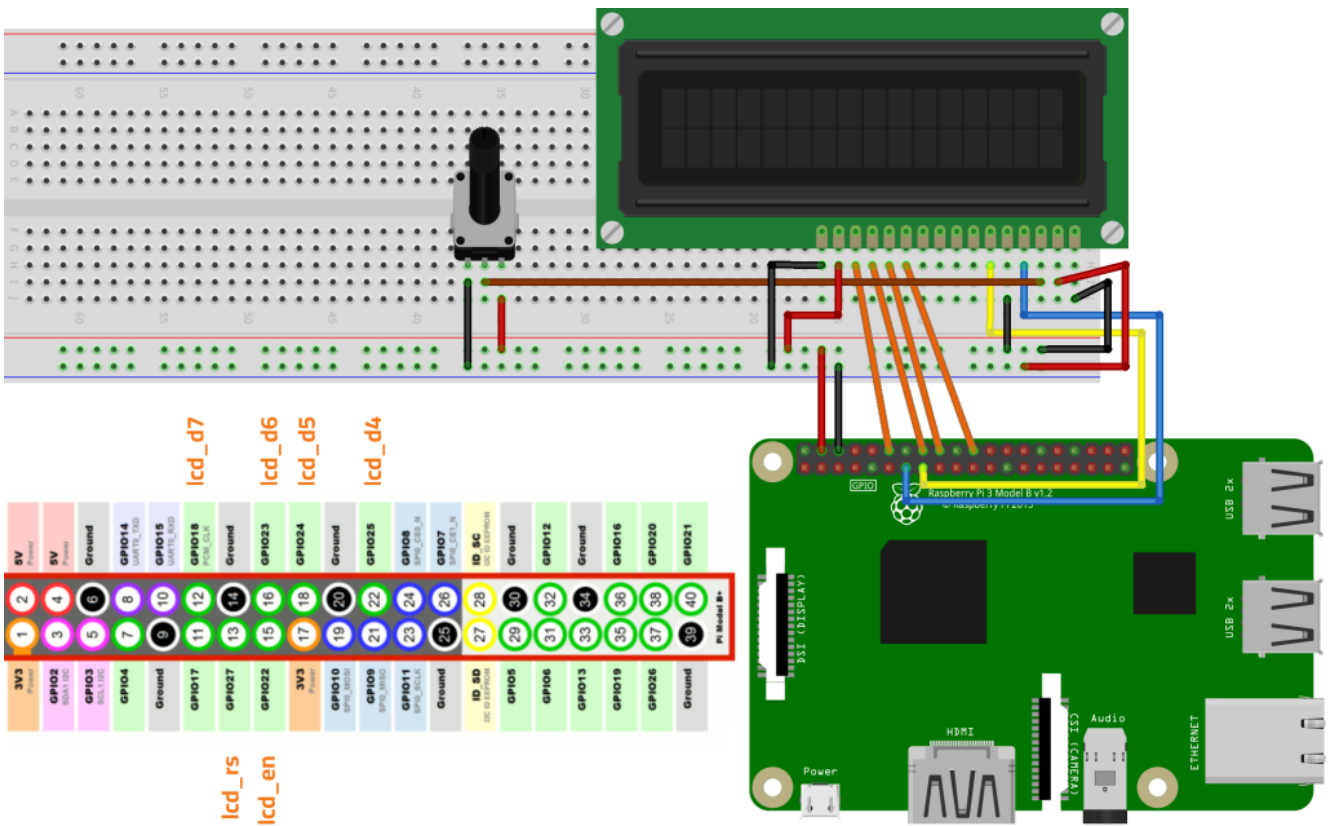 60 55 50 45 40 35 30
A
B
C
D
E
F
G
H
I
J
60 55 50 45 40 35 30 25 20
lcd_d7
lcd_d6
lcd_d5
lcd_d4
5V Power
5V Power
Ground
GPIO14 UART0_TXD
GPIO15 UART0_RXD
GPIO18 PCM_CLK
Ground
GPIO23
GPIO24
Ground
GPIO25
GPIO8 SPI0_CE0_N
GPIO7 SPI0_CE1_N
ID_SC I2C ID EEPROM
Ground
GPIO12
Ground
GPIO16
GPIO20
GPIO21
2 4 6 8 10 12 14 16 18 20 22 24 26 28 30 32 34 36 38 40
1 3 5 7 9 11 13 15 17 19 21 23 25 27 29 31 33 35 37 39
Pi Model B+
3V3 Power
GPIO2 SDA1 I2C
GPIO3 SCL1 I2C
GPIO4
Ground
GPIO17
GPIO27
GPIO22
3V3 Power
GPIO10 SPI0_MOSI
GPIO9 SPI0_MISO
GPIO11 SPI0_SCLK
Ground
ID_SD I2C ID EEPROM
GPIO5
GPIO6
GPIO13
GPIO19
GPIO26
Ground
lcd_rs
lcd_en
GPIO
Raspberry Pi 3 Model B v1.2
© Raspberry Pi 2015
USB 2x
USB 2x
DSI (DISPLAY)
ETHERNET
CSI (CAMERA)
Audio
HDMI
Power